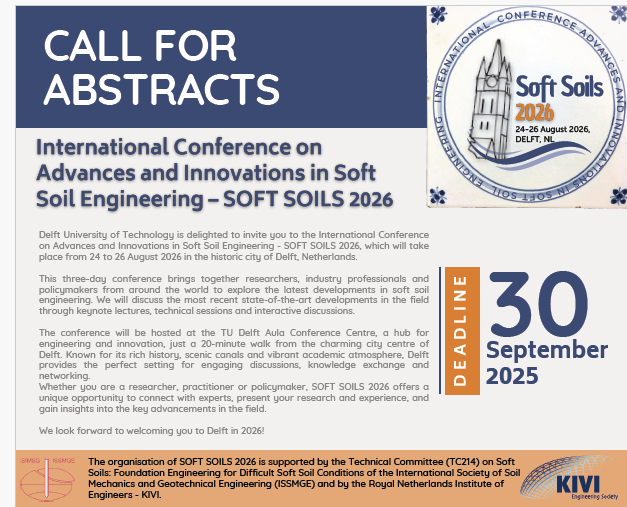 CALL FOR
ABSTRACTS
INTERNATIONAL CONFERENCE ADVANCES AND INNOVATIONS IN SOFT SOIL ENGINEERING
Soft Soils
2026
24-26 August 2026,
DELFT, NL
International Conference on
Advances and Innovations in Soft
Soil Engineering – SOFT SOILS 2026
Delft University of Technology is delighted to invite you to the International Conference
on Advances and Innovations in Soft Soil Engineering - SOFT SOILS 2026, which will take
place from 24 to 26 August 2026 in the historic city of Delft, Netherlands.
This three-day conference brings together researchers, industry professionals and
policymakers from around the world to explore the latest developments in soft soil
engineering. We will discuss the most recent state-of-the-art developments in the field
through keynote lectures, technical sessions and interactive discussions.
The conference will be hosted at the TU Delft Aula Conference Centre, a hub for
engineering and innovation, just a 20-minute walk from the charming city centre of
Delft. Known for its rich history, scenic canals and vibrant academic atmosphere, Delft
provides the perfect setting for engaging discussions, knowledge exchange and
networking.
Whether you are a researcher, practitioner or policymaker, SOFT SOILS 2026 offers a
unique opportunity to connect with experts, present your research and experience, and
gain insights into the key advancements in the field.
We look forward to welcoming you to Delft in 2026!
DEADLINE
30
September
2025
SIMSG ISSMGE
The organisation of SOFT SOILS 2026 is supported by the Technical Committee (TC214) on Soft
Soils: Foundation Engineering for Difficult Soft Soil Conditions of the International Society of Soil
Mechanics and Geotechnical Engineering (ISSMGE) and by the Royal Netherlands Institute of
Engineers - KIVI.
KIVI
Engineering Society